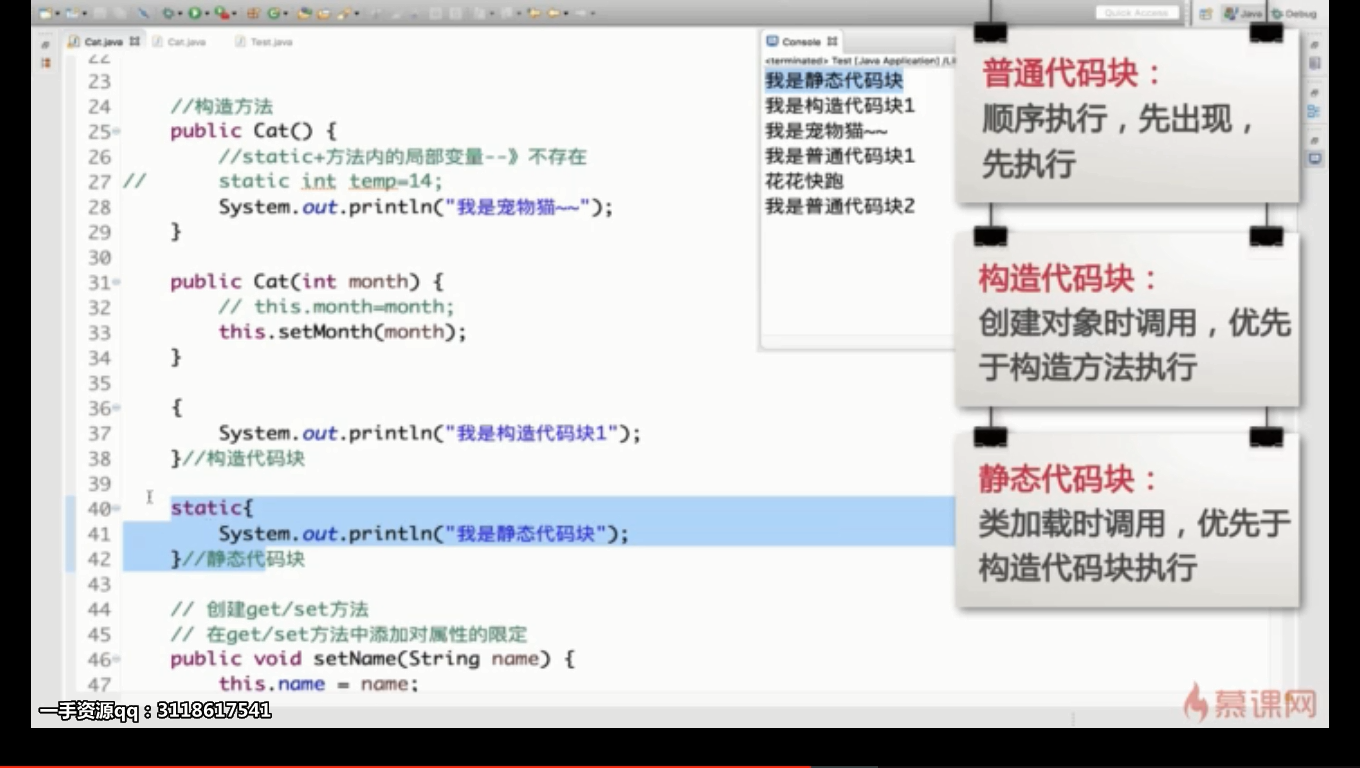 Quick Access
Java
Debug
Cat.java
Cat.java
Test.java
22
23
24 //构造方法
25 public Cat() {
26 //static+方法内的局部变量--》不存在
27 // static int temp=14;
28 System.out.println("我是宠物猫~~");
29 }
30
31 public Cat(int month) {
32 // this.month=month;
33 this.setMonth(month);
34 }
35
36 {
37 System.out.println("我是构造代码块1");
38 }//构造代码块
39
40 static{
41 System.out.println("我是静态代码块");
42 }//静态代码块
43
44 // 创建get/set方法
45 // 在get/set方法中添加对属性的限定
46 public void setName(String name) {
47 this.name = name;
Console
<terminated> Test [Java Application] /Li
我是静态代码块
我是构造代码块1
我是宠物猫~~
我是普通代码块1
花花快跑
我是普通代码块2
普通代码块：
顺序执行，先出现，
先执行
构造代码块：
创建对象时调用，优先
于构造方法执行
静态代码块：
类加载时调用，优先于
构造代码块执行
一手资源qq：3118617541
慕课网